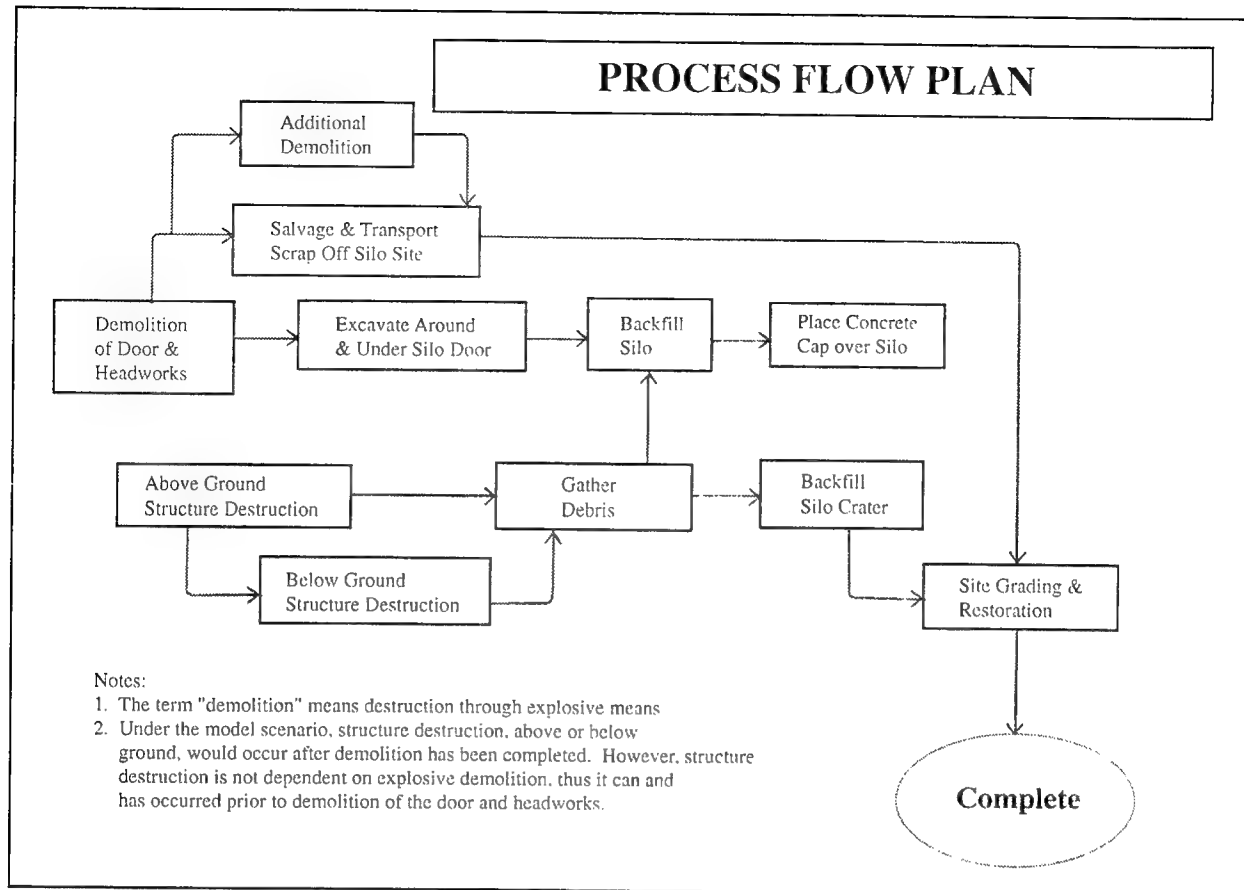 PROCESS FLOW PLAN
Additional
Demolition
Salvage & Transport
Scrap Off Silo Site
Demolition
of Door &
Headworks
Excavate Around
& Under Silo Door
Backfill
Silo
Place Concrete
Cap over Silo
Above Ground
Structure Destruction
Gather
Debris
Backfill
Silo Crater
Below Ground
Structure Destruction
Site Grading &
Restoration
Notes:
1. The term "demolition" means destruction through explosive means
2. Under the model scenario, structure destruction, above or below
ground, would occur after demolition has been completed. However, structure
destruction is not dependent on explosive demolition, thus it can and
has occurred prior to demolition of the door and headworks.
Complete